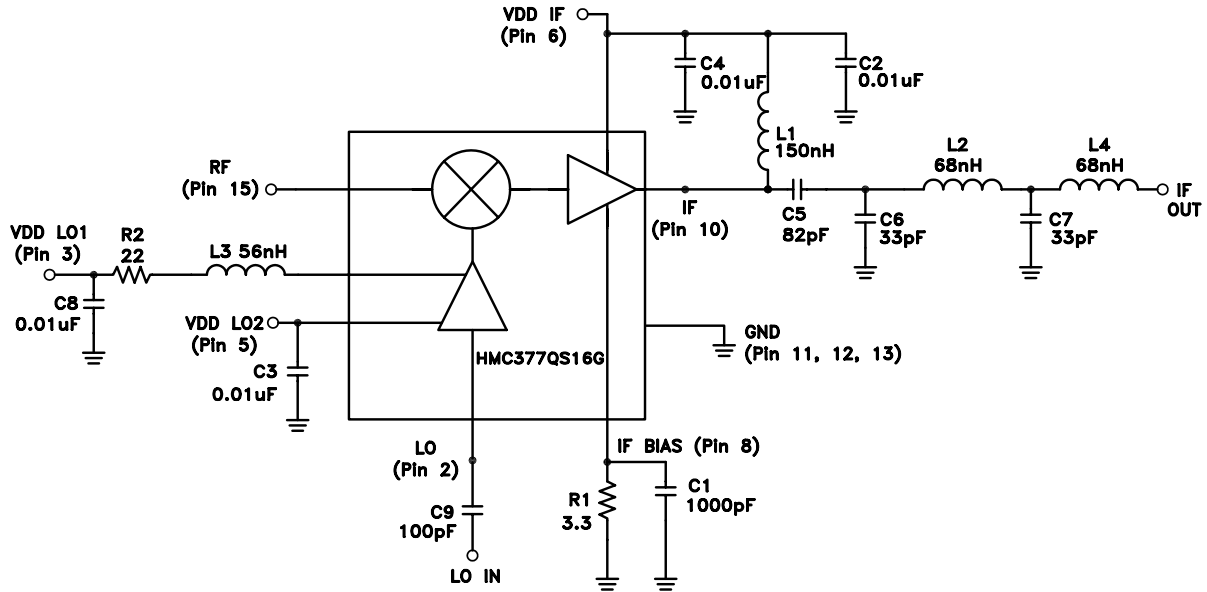 VDD IF
(Pin 6)
C4
0.01uF
C2
0.01uF
L1
150nH
RF
(Pin 15)
IF
(Pin 10)
C5
82pF
C6
33pF
L2
68nH
C7
33pF
L4
68nH
IF
OUT
VDD LO1
(Pin 3)
R2
22
L3 56nH
C8
0.01uF
VDD LO2
(Pin 5)
C3
0.01uF
HMC377QS16G
GND
(Pin 11, 12, 13)
LO
(Pin 2)
C9
100pF
LO IN
IF BIAS (Pin 8)
R1
3.3
C1
1000pF